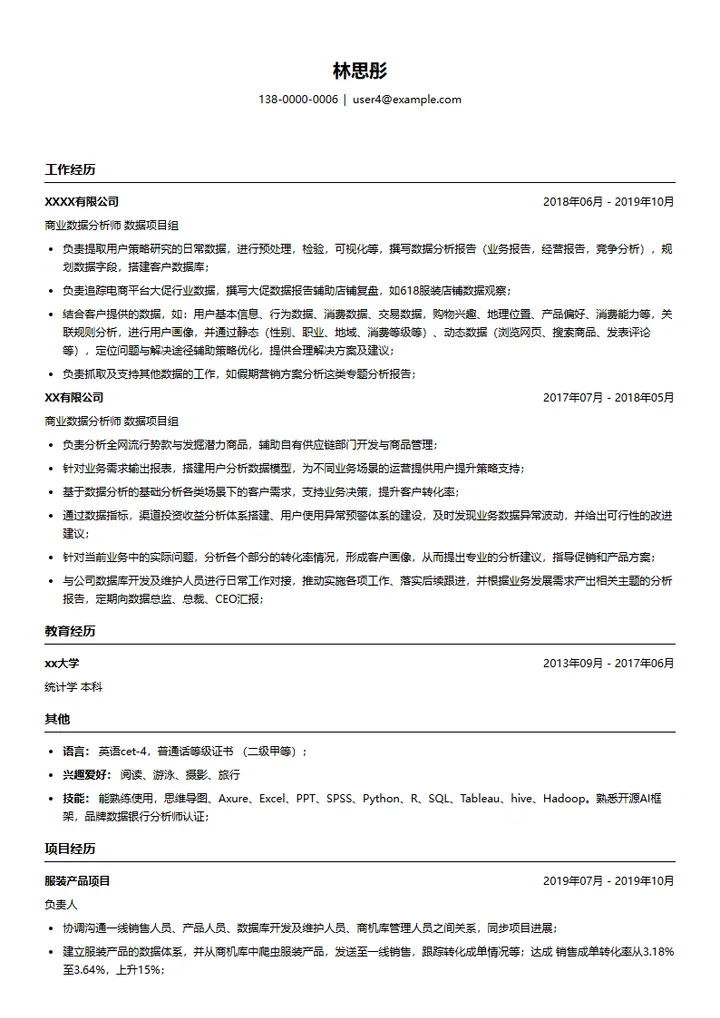 林思彤
138-0000-0006 | user4@example.com
工作经历
XXXX有限公司 2018年06月 - 2019年10月
商业数据分析师 数据项目组
• 负责提取用户策略研究的日常数据，进行预处理，检验，可视化等，撰写数据分析报告（业务报告，经营报告，竞争分析），规
划数据字段，搭建客户数据库；
• 负责追踪电商平台大促行业数据，撰写大促数据报告辅助店铺复盘，如618服装店铺数据观察；
• 结合客户提供的数据，如：用户基本信息、行为数据、消费数据、交易数据，购物兴趣、地理位置、产品偏好、消费能力等，关
联规则分析，进行用户画像，并通过静态（性别、职业、地域、消费等级等）、动态数据（浏览网页、搜索商品、发表评论
等），定位问题与解决途径辅助策略优化，提供合理解决方案及建议；
• 负责抓取及支持其他数据的工作，如假期营销方案分析这类专题分析报告；
XX有限公司 2017年07月 - 2018年05月
商业数据分析师 数据项目组
• 负责分析全网流行势款与发掘潜力商品，辅助自有供应链部门开发与商品管理；
• 针对业务需求输出报表，搭建用户分析数据模型，为不同业务场景的运营提供用户提升策略支持；
• 基于数据分析的基础分析各类场景下的客户需求，支持业务决策，提升客户转化率；
• 通过数据指标，渠道投资收益分析体系搭建、用户使用异常预警体系的建设，及时发现业务数据异常波动，并给出可行性的改进
建议；
• 针对当前业务中的实际问题，分析各个部分的转化率情况，形成客户画像，从而提出专业的分析建议，指导促销和产品方案；
• 与公司数据库开发及维护人员进行日常工作对接，推动实施各项工作、落实后续跟进，并根据业务发展需求产出相关主题的分析
报告，定期向数据总监、总裁、CEO汇报；
教育经历
xx大学 2013年09月 - 2017年06月
统计学 本科
其他
• 语言： 英语cet-4，普通话等级证书 （二级甲等）；
• 兴趣爱好： 阅读、游泳、摄影、旅行
• 技能： 能熟练使用，思维导图、Axure、Excel、PPT、SPSS、Python、R、SQL、Tableau、hive、Hadoop。熟悉开源AI框
架，品牌数据银行分析师认证；
项目经历
服装产品项目 2019年07月 - 2019年10月
负责人
• 协调沟通一线销售人员、产品人员、数据库开发及维护人员、商机库管理人员之间关系，同步项目进展；
• 建立服装产品的数据体系，并从商机库中爬虫服装产品，发送至一线销售，跟踪转化成单情况等；达成 销售成单转化率从3.18%
至3.64%，上升15%；